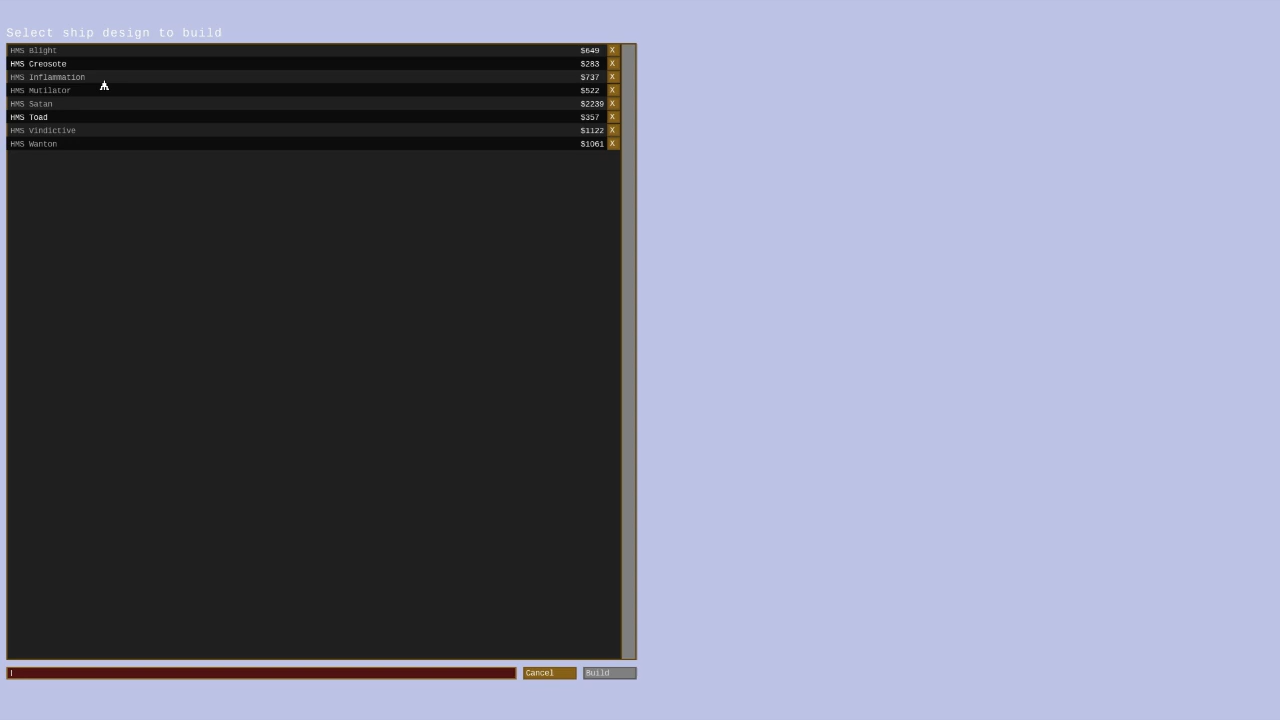 Select ship design to build
HMS Blight $649 X
HMS Creosote $283 X
HMS Inflammation $737 X
HMS Mutilator $522 X
HMS Satan $2239 X
HMS Toad $357 X
HMS Vindictive $1122 X
HMS Wanton $1061 X
Cancel Build